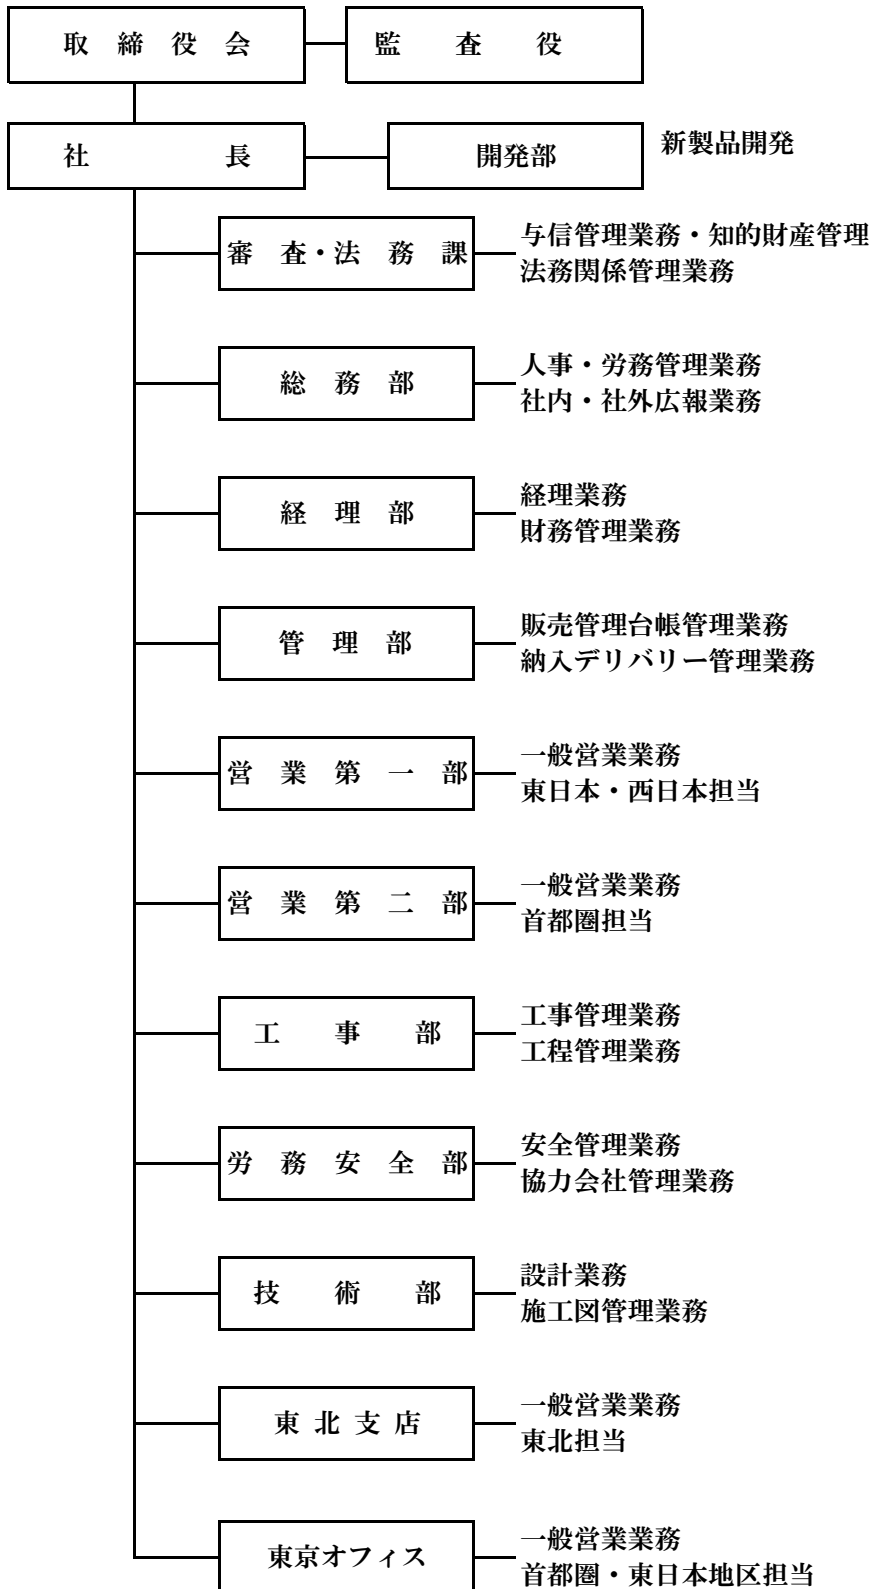 取締役会
監査役
社長
開発部
新製品開発
審査・法務課
与信管理業務・知的財産管理
法務関係管理業務
総務部
人事・労務管理業務
社内・社外広報業務
経理部
経理業務
財務管理業務
管理部
販売管理台帳管理業務
納入デリバリー管理業務
営業第一部
一般営業業務
東日本・西日本担当
営業第二部
一般営業業務
首都圏担当
工事部
工事管理業務
工程管理業務
労務安全部
安全管理業務
協力会社管理業務
技術部
設計業務
施工図管理業務
東北支店
一般営業業務
東北担当
東京オフィス
一般営業業務
首都圏・東日本地区担当